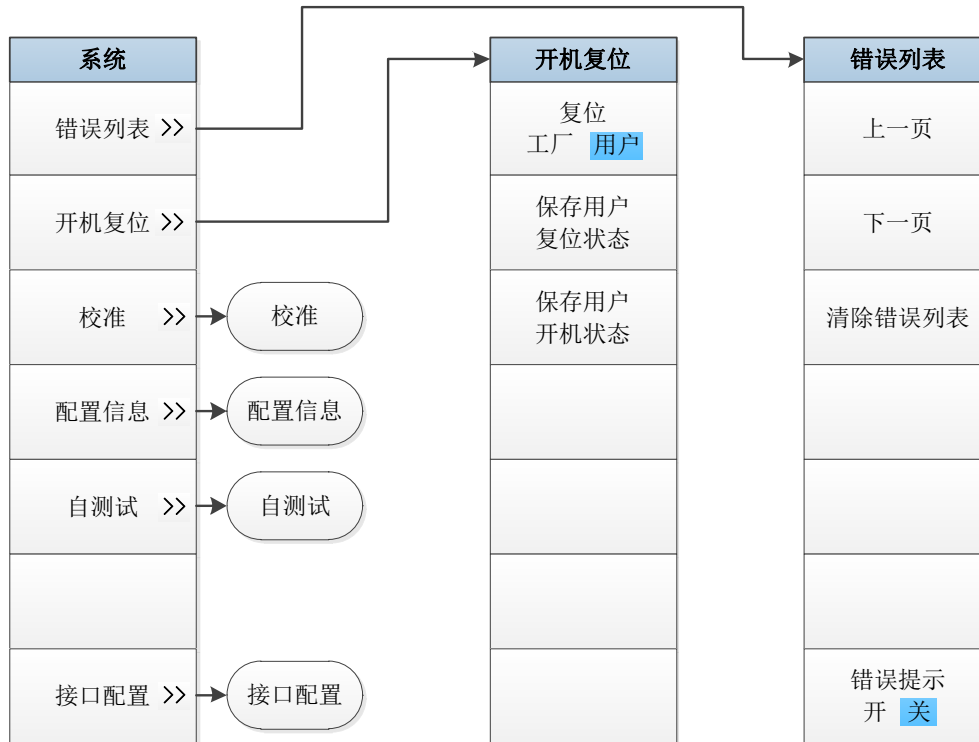 系统
错误列表 >>
开机复位 >>
校准 >>
校准
配置信息 >>
配置信息
自测试 >>
自测试
接口配置 >>
接口配置
开机复位
复位
工厂 用户
保存用户
复位状态
保存用户
开机状态
错误列表
上一页
下一页
清除错误列表
错误提示
开 关